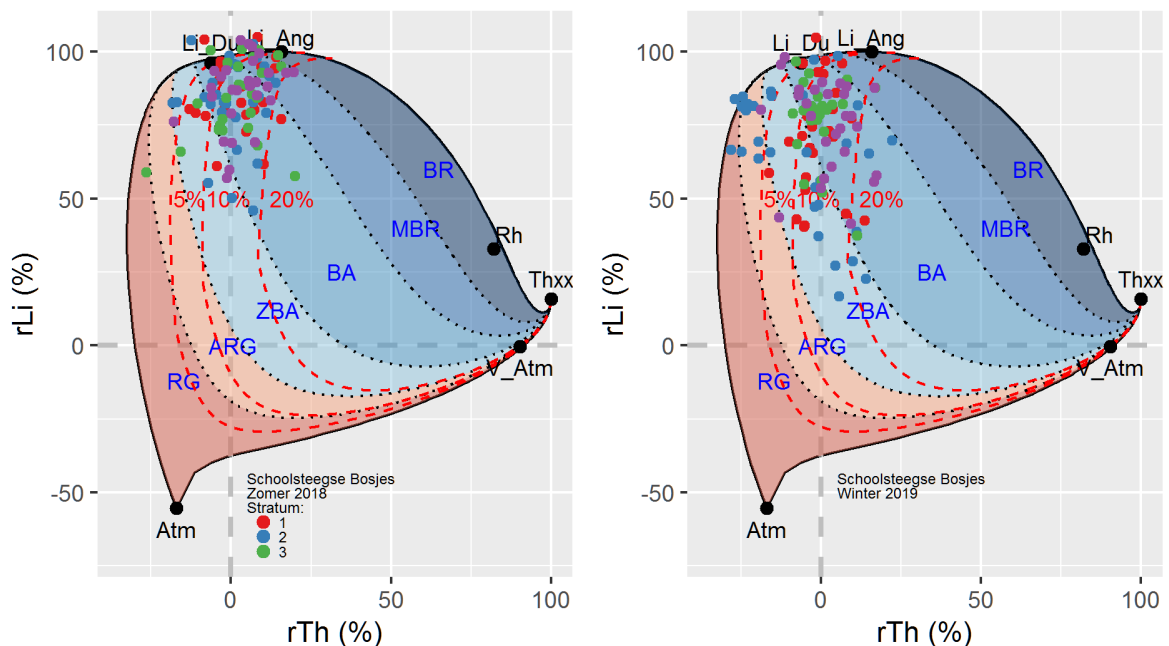 Li_Du Li Ang
100
BR
50
5% 10% 20%
MBR
Rh
BA
Thxx
ZBA
ARG
0
V_Atm
RG
rLi (%)
Schoolsteegse Bosjes
Zomer 2018
Stratum:
1
2
3
-50
Atm
0 50 100
rTh (%)
Li_Du Li Ang
100
BR
50
5% 10% 20%
MBR
Rh
BA
Thxx
ZBA
ARG
0
V_Atm
RG
rLi (%)
Schoolsteegse Bosjes
Winter 2019
-50
Atm
0 50 100
rTh (%)